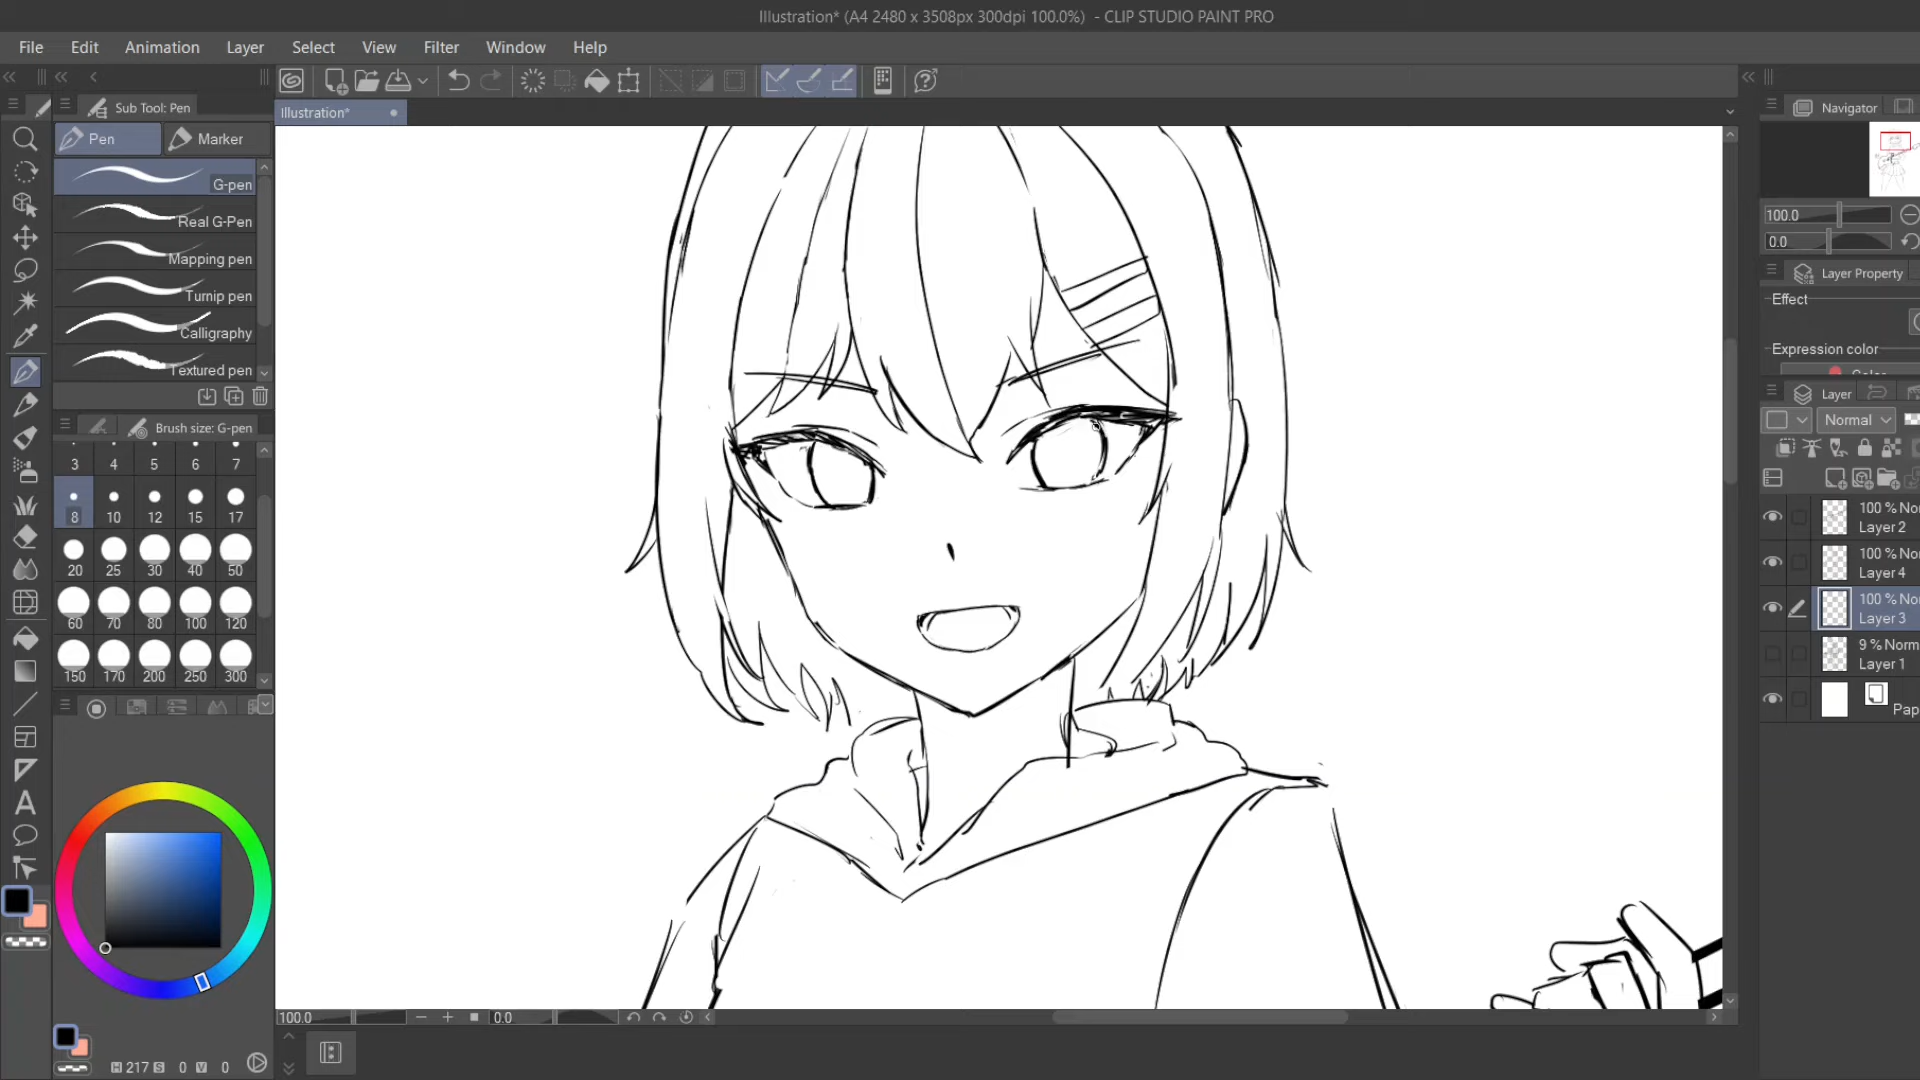 Illustration* (A4 2480 x 3508px 300dpi 100.0%) - CLIP STUDIO PAINT PRO
File Edit Animation Layer Select View Filter Window Help
Sub Tool: Pen
Illustration*
Pen Marker
G-pen
Real G-Pen
Mapping pen
Turnip pen
Calligraphy
Textured pen
Brush size: G-pen
3 4 5 6 7
8 10 12 15 17
20 25 30 40 50
60 70 80 100 120
150 170 200 250 300
H 217 S 0 V 0
100.0 0.0
Navigator
100.0
0.0
Layer Property
Effect
Expression color
Layer
Normal
100 % No
Layer 2
100 % No
Layer 4
100 % No
Layer 3
9 % Norm
Layer 1
Pap